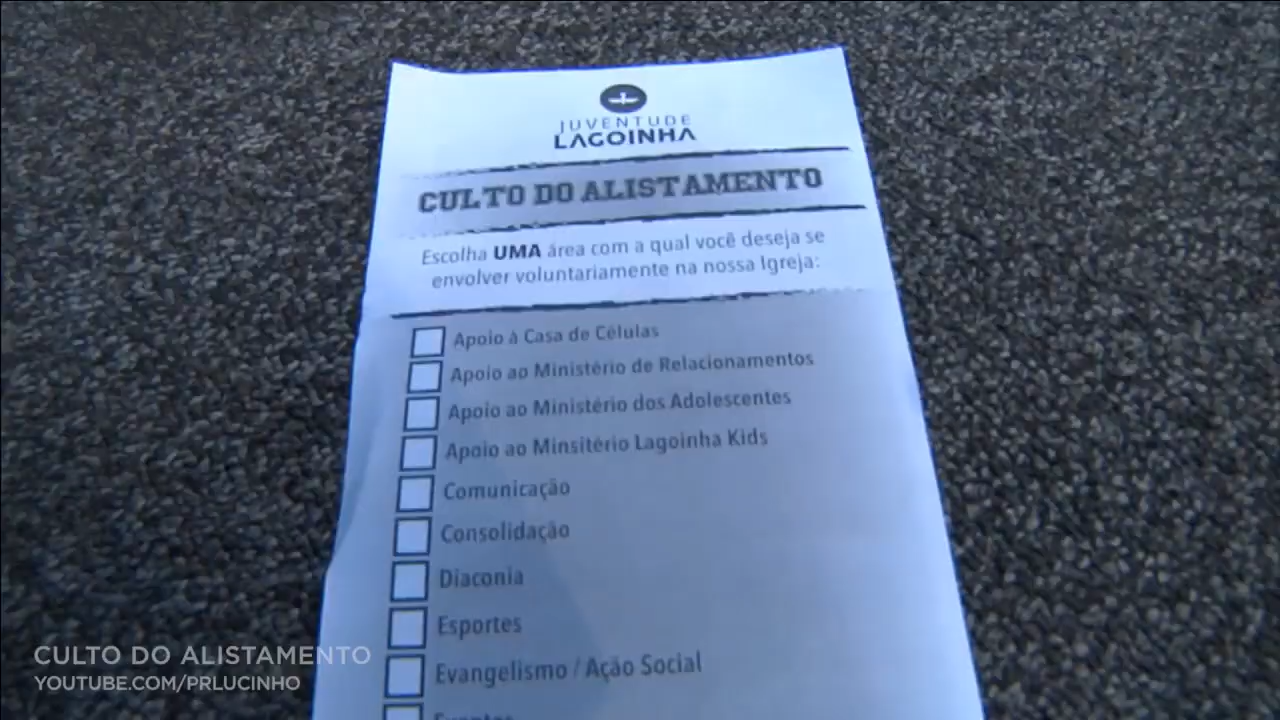 JUVENTUDE
LAGOINHA
CULTO DO ALISTAMENTO
Escolha UMA área com a qual você deseja se
envolver voluntariamente na nossa Igreja:
Apoio à Casa de Células
Apoio ao Ministério de Relacionamentos
Apoio ao Ministério dos Adolescentes
Apoio ao Minsitério Lagoinha Kids
Comunicação
Consolidação
Diaconia
Esportes
Evangelismo / Ação Social
CULTO DO ALISTAMENTO
YOUTUBE.COM/PRLUCINHO